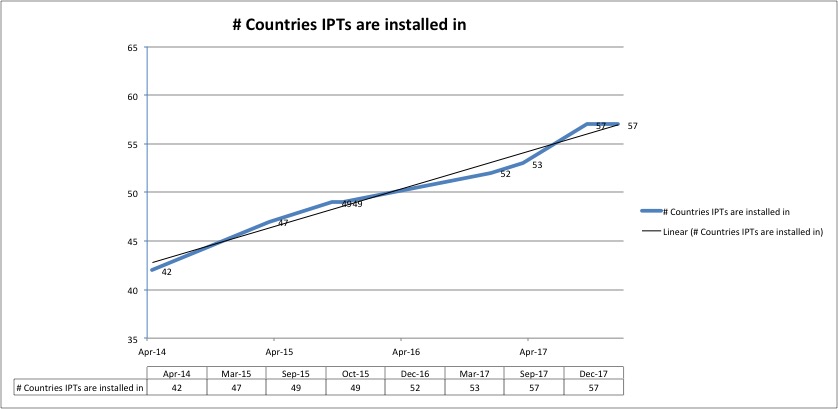 # Countries IPTs are installed in
65
60
55
50
45
40
35
42
47
49 49
52
53
57
57
Apr-14 Apr-15 Apr-16 Apr-17
# Countries IPTs are installed in
Linear (# Countries IPTs are installed in)
Apr-14 Mar-15 Sep-15 Oct-15 Dec-16 Mar-17 Sep-17 Dec-17
# Countries IPTs are installed in 42 47 49 49 52 53 57 57